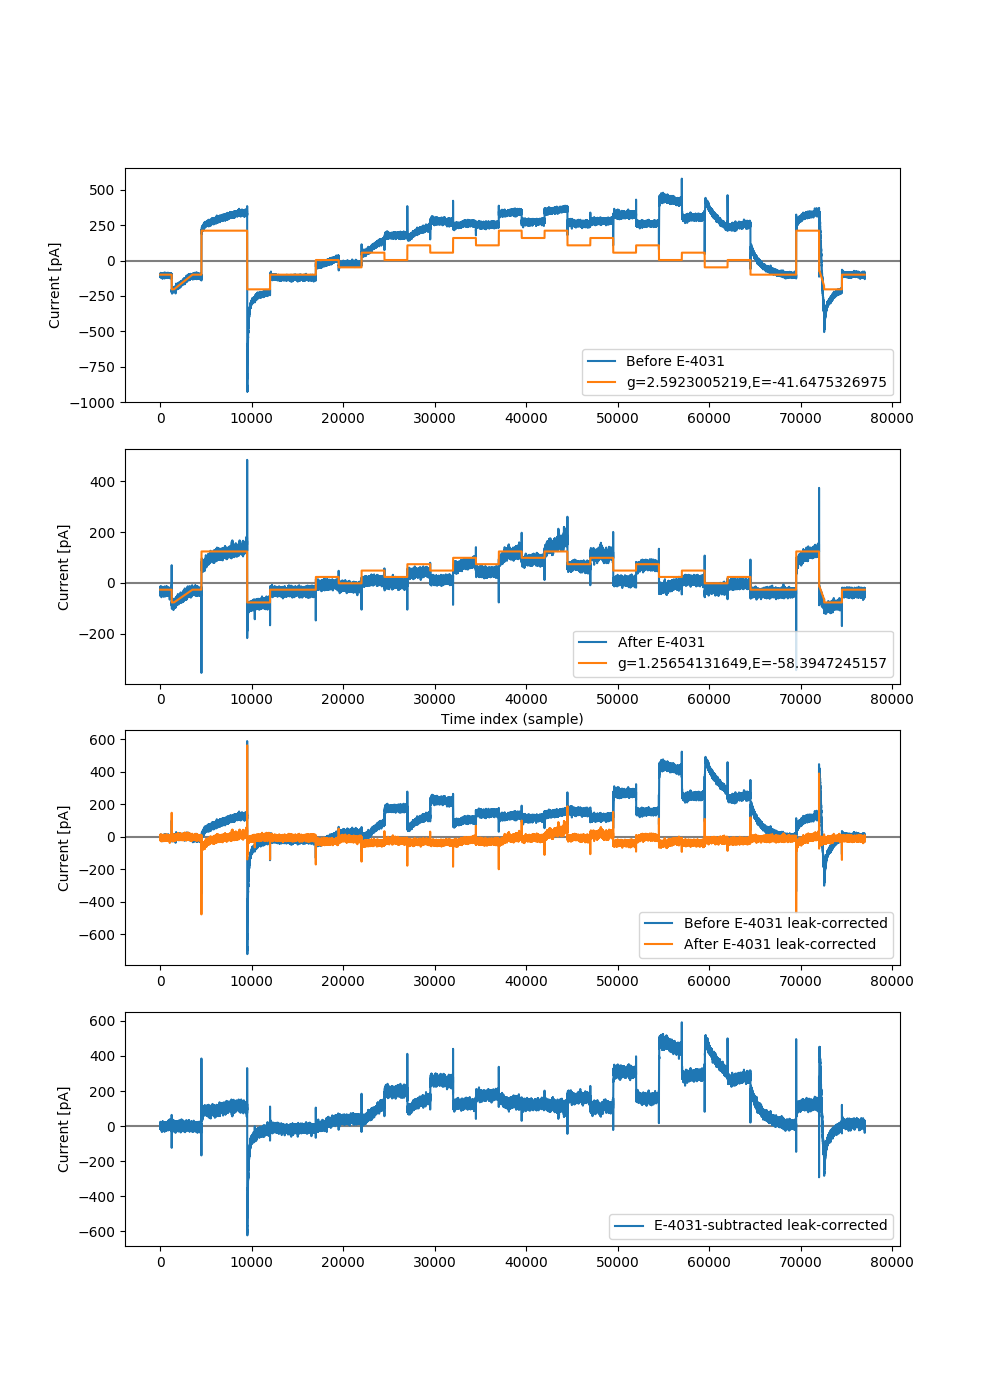 500
250
0
−250
−500
−750
−1000
Current [pA]
Before E-4031
g=2.5923005219,E=-41.6475326975
0 10000 20000 30000 40000 50000 60000 70000 80000
400
200
0
−200
Current [pA]
After E-4031
g=1.25654131649,E=-58.3947245157
0 10000 20000 30000 40000 50000 60000 70000 80000
Time index (sample)
600
400
200
0
−200
−400
−600
Current [pA]
Before E-4031 leak-corrected
After E-4031 leak-corrected
0 10000 20000 30000 40000 50000 60000 70000 80000
600
400
200
0
−200
−400
−600
Current [pA]
E-4031-subtracted leak-corrected
0 10000 20000 30000 40000 50000 60000 70000 80000